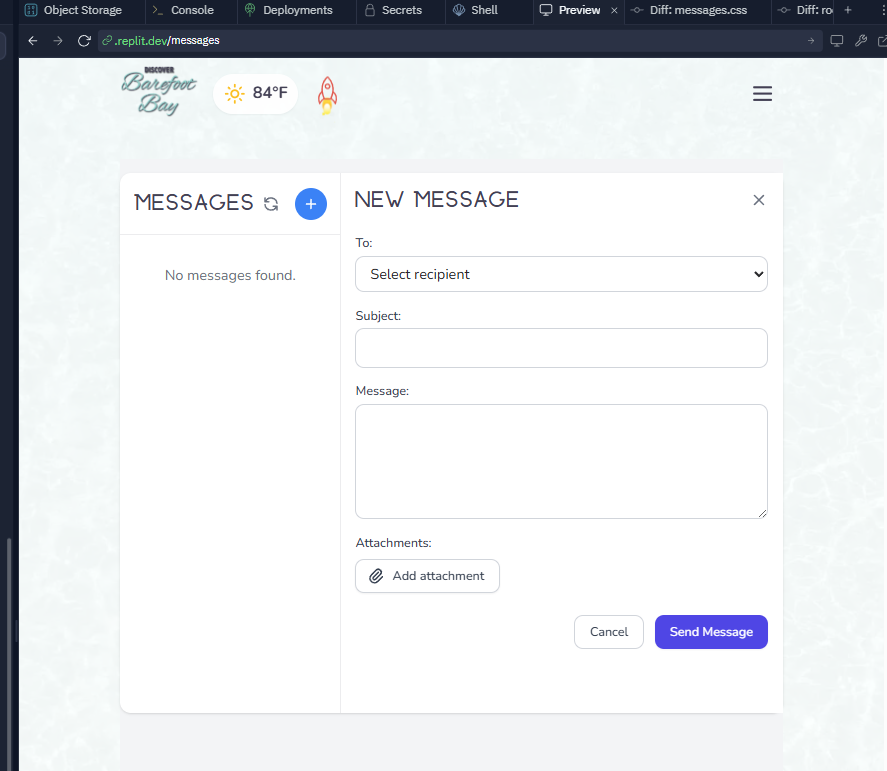 Object Storage Console Deployments Secrets Shell Preview Diff: messages.css Diff: ro
.replit.dev/messages
DISCOVER
Barefoot
Bay
84°F
MESSAGES
No messages found.
NEW MESSAGE
To:
Select recipient
Subject:
Message:
Attachments:
Add attachment
Cancel
Send Message